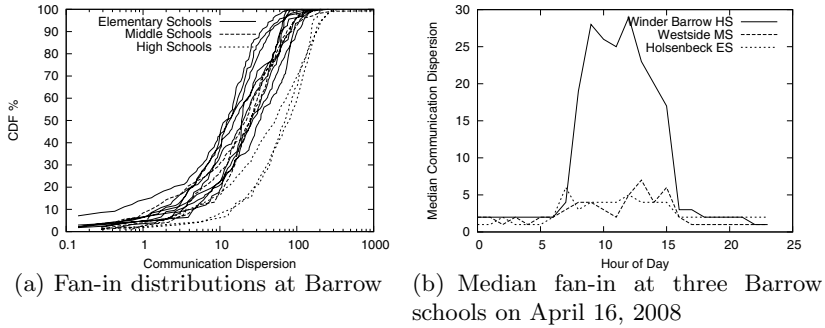 Elementary Schools
Middle Schools
High Schools
CDF %
100
90
80
70
60
50
40
30
20
10
0
0.1
1
10
100
1000
Communication Dispersion
(a) Fan-in distributions at Barrow
Winder Barrow HS
Westside MS
Holsenbeck ES
Median Communication Dispersion
30
25
20
15
10
5
0
0
5
10
15
20
25
Hour of Day
(b) Median fan-in at three Barrow
schools on April 16, 2008